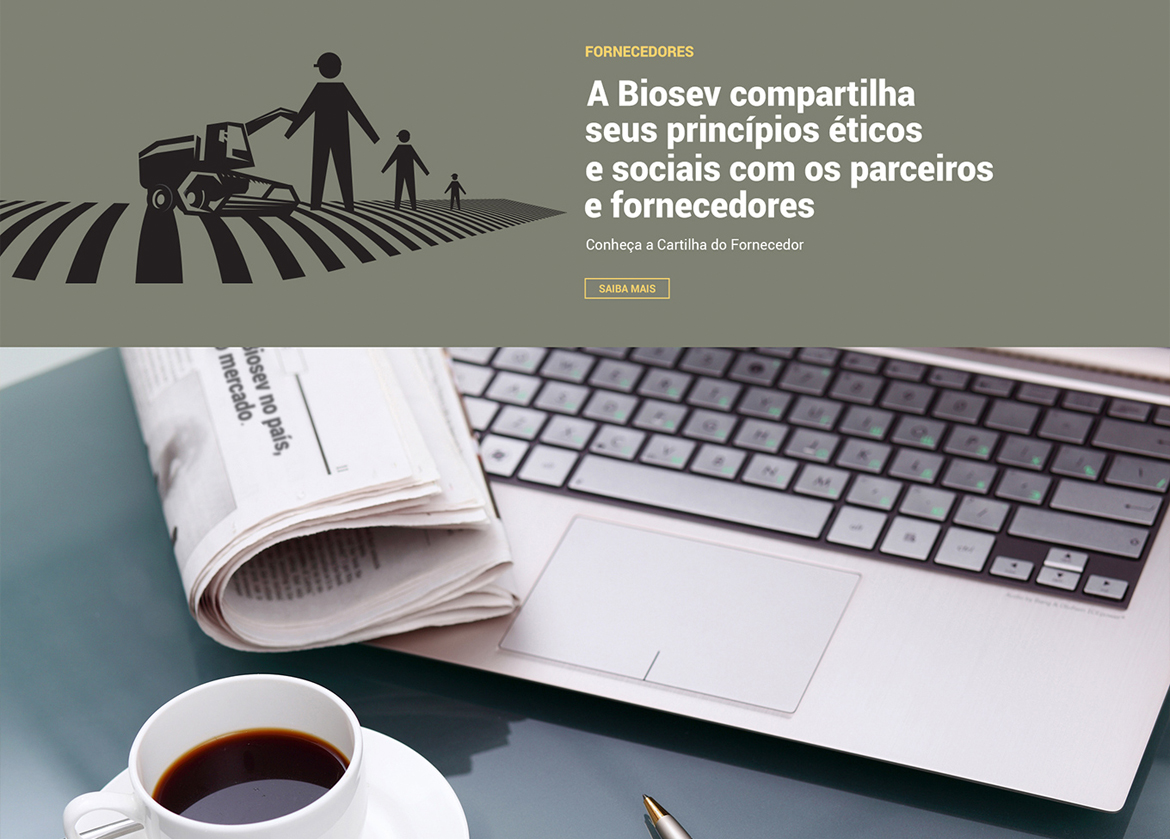 FORNECEDORES
A Biosev compartilha
seus princípios éticos
e sociais com os parceiros
e fornecedores
Conheça a Cartilha do Fornecedor
SAIBA MAIS
biosev no país,
mercado.